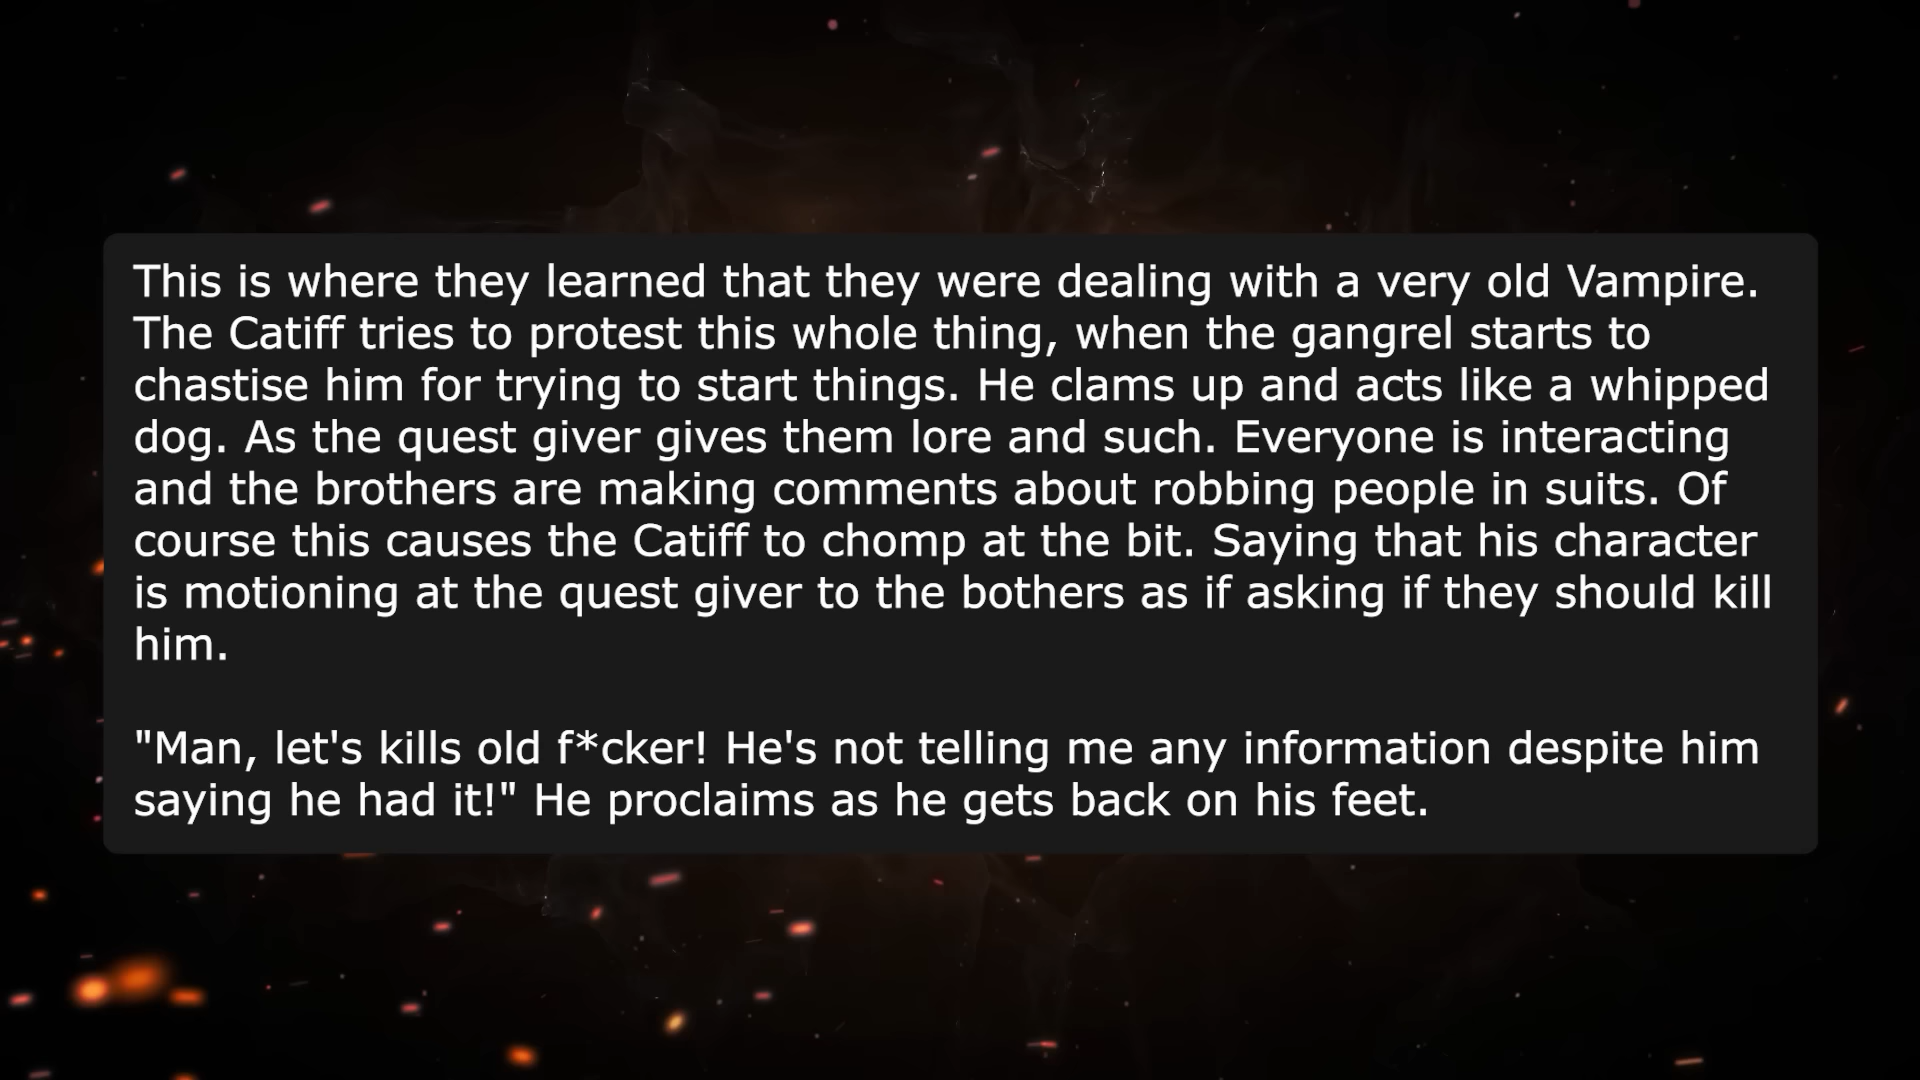 This is where they learned that they were dealing with a very old Vampire.
The Catiff tries to protest this whole thing, when the gangrel starts to
chastise him for trying to start things. He clams up and acts like a whipped
dog. As the quest giver gives them lore and such. Everyone is interacting
and the brothers are making comments about robbing people in suits. Of
course this causes the Catiff to chomp at the bit. Saying that his character
is motioning at the quest giver to the bothers as if asking if they should kill
him.
"Man, let's kills old f*cker! He's not telling me any information despite him
saying he had it!" He proclaims as he gets back on his feet.